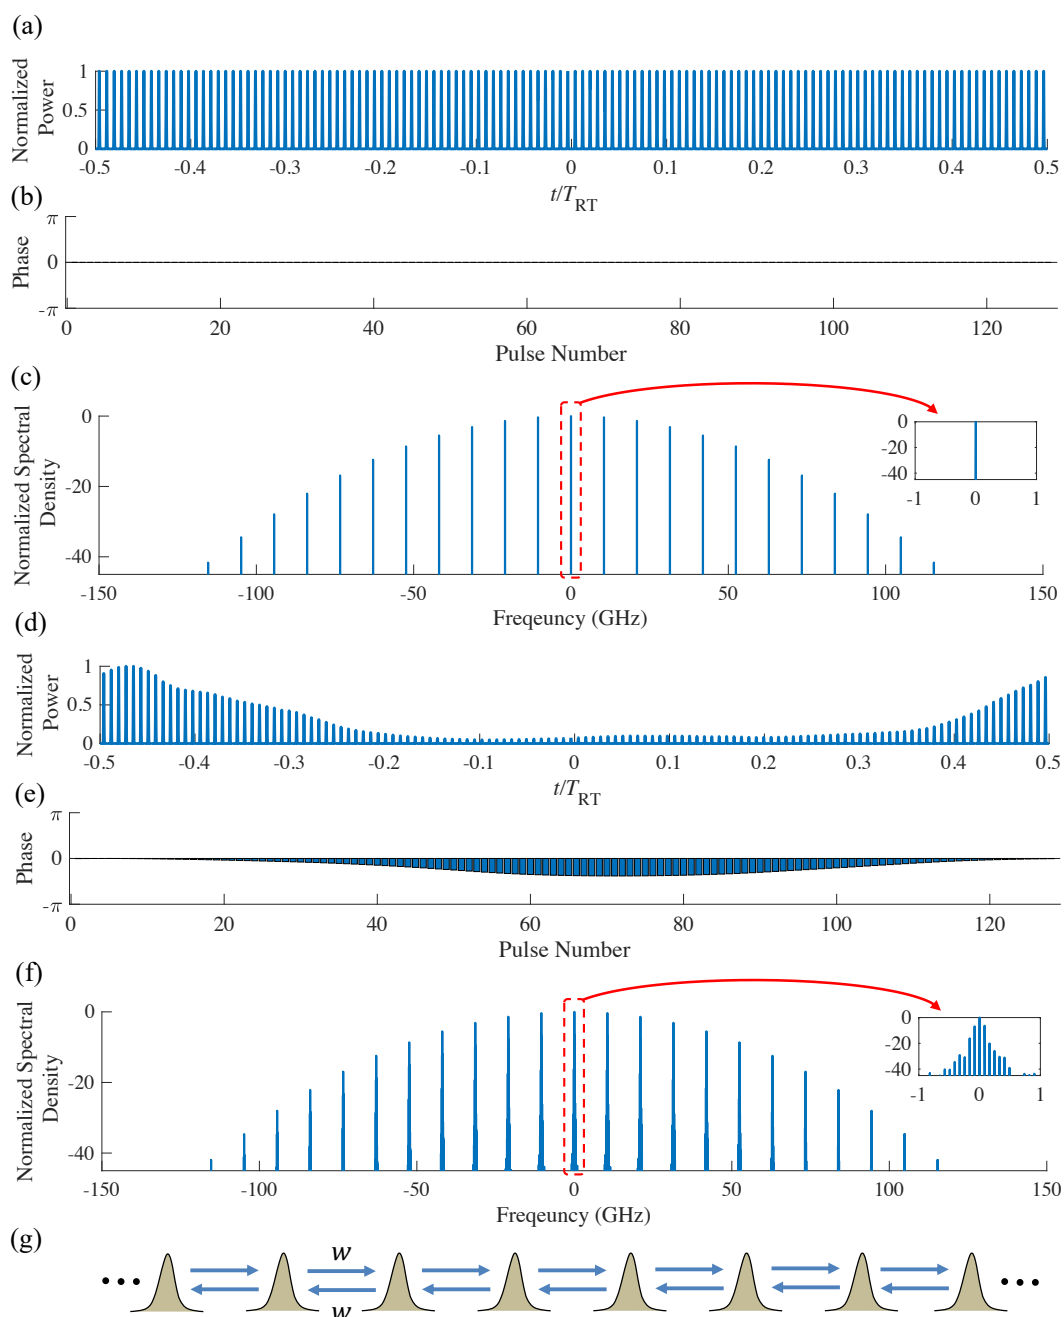 (a)
Normalized
Power
1
0.5
0
-0.5 -0.4 -0.3 -0.2 -0.1 0 0.1 0.2 0.3 0.4 0.5
t/T_RT
(b)
Phase
π
0
-π
0 20 40 60 80 100 120
Pulse Number
(c)
Normalized Spectral
Density
0
-20
-40
-150 -100 -50 0 50 100 150
Freqeuncy (GHz)
0
-20
-40
-1 0 1
(d)
Normalized
Power
1
0.5
0
-0.5 -0.4 -0.3 -0.2 -0.1 0 0.1 0.2 0.3 0.4 0.5
t/T_RT
(e)
Phase
π
0
-π
0 20 40 60 80 100 120
Pulse Number
(f)
Normalized Spectral
Density
0
-20
-40
-150 -100 -50 0 50 100 150
Freqeuncy (GHz)
0
-20
-40
-1 0 1
(g)
w
w